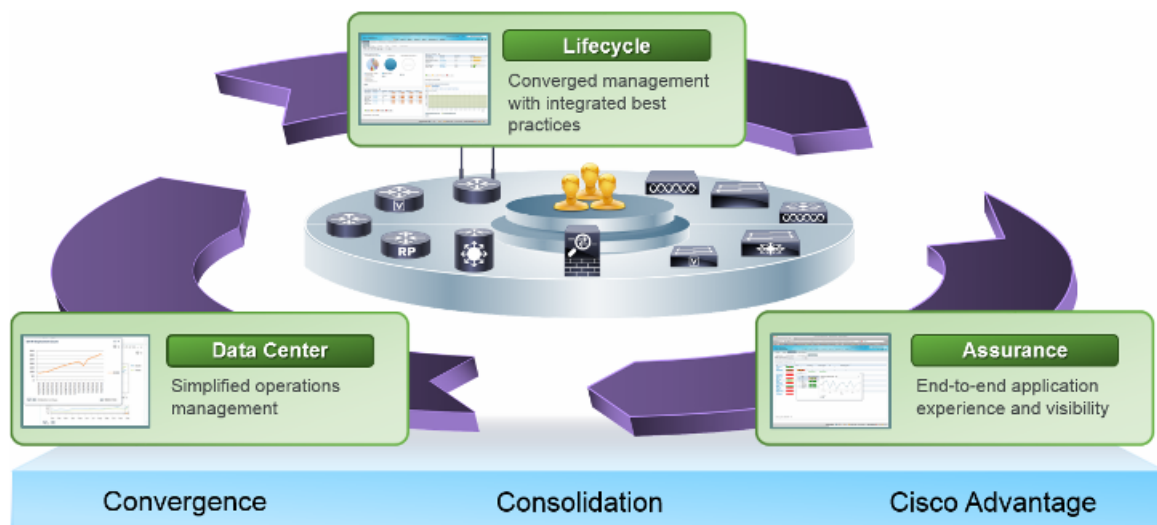 Lifecycle
Converged management
with integrated best
practices
V
RP
V
Data Center
Simplified operations
management
Assurance
End-to-end application
experience and visibility
Convergence
Consolidation
Cisco Advantage